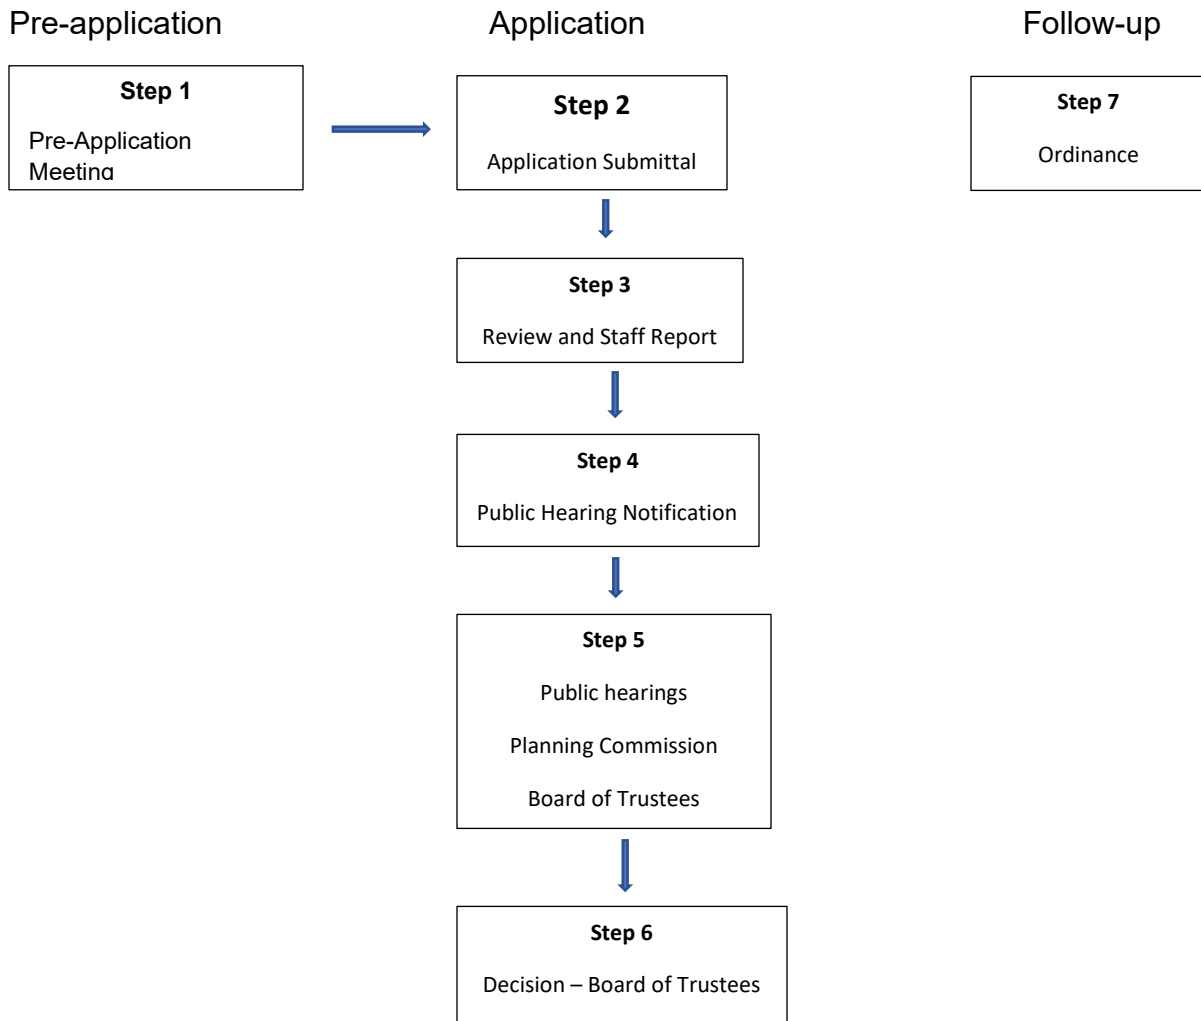 Pre-application
Application
Follow-up
Step 1
Pre-Application
Meeting
Step 2
Application Submittal
Step 3
Review and Staff Report
Step 4
Public Hearing Notification
Step 5
Public hearings
Planning Commission
Board of Trustees
Step 6
Decision – Board of Trustees
Step 7
Ordinance